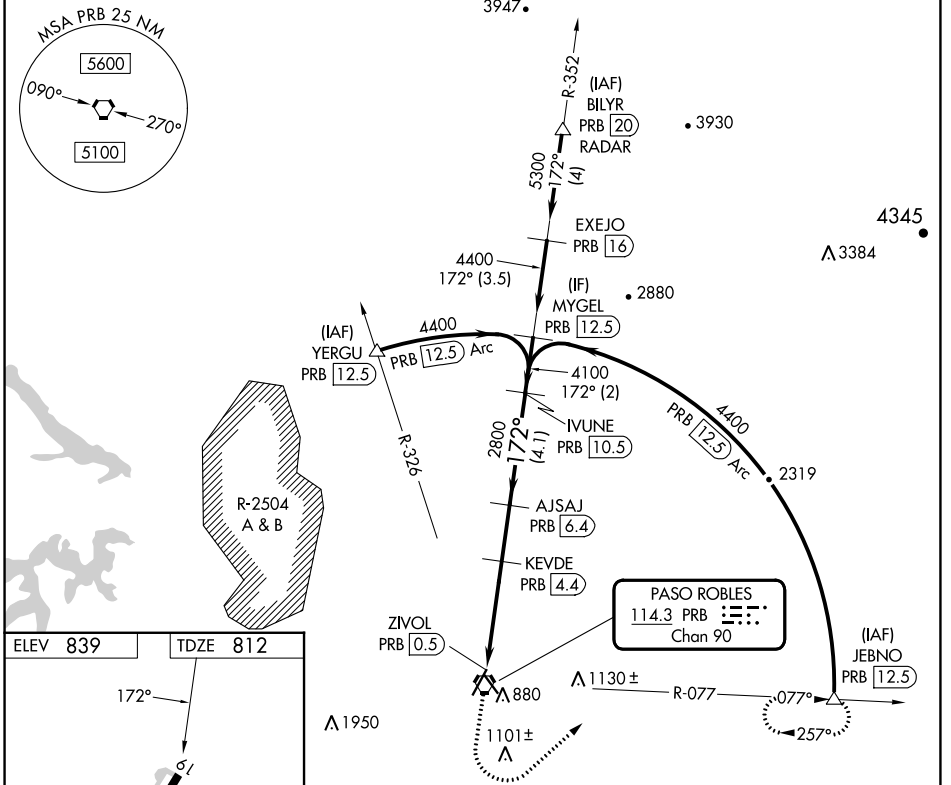 MSA PRB 25 NM
5600
090°
270°
5100
3947
R-352
(IAF)
BILYR
PRB 20
RADAR
3930
5300
172°
(4)
EXEJO
PRB 16
4345
3384
4400
172° (3.5)
(IF)
MYGEL
PRB 12.5
2880
(IAF)
YERGU
PRB 12.5
4400
PRB 12.5 Arc
4100
172° (2)
IVUNE
PRB 10.5
4400
PRB 12.5 Arc
2319
2800
172°
(4.1)
R-326
R-2504
A & B
AJSAJ
PRB 6.4
KEVDE
PRB 4.4
PASO ROBLES
114.3 PRB
Chan 90
ZIVOL
PRB 0.5
(IAF)
JEBNO
PRB 12.5
ELEV 839
TDZE 812
172°
19
1950
880
1130 ±
R-077
077°
257°
1101±